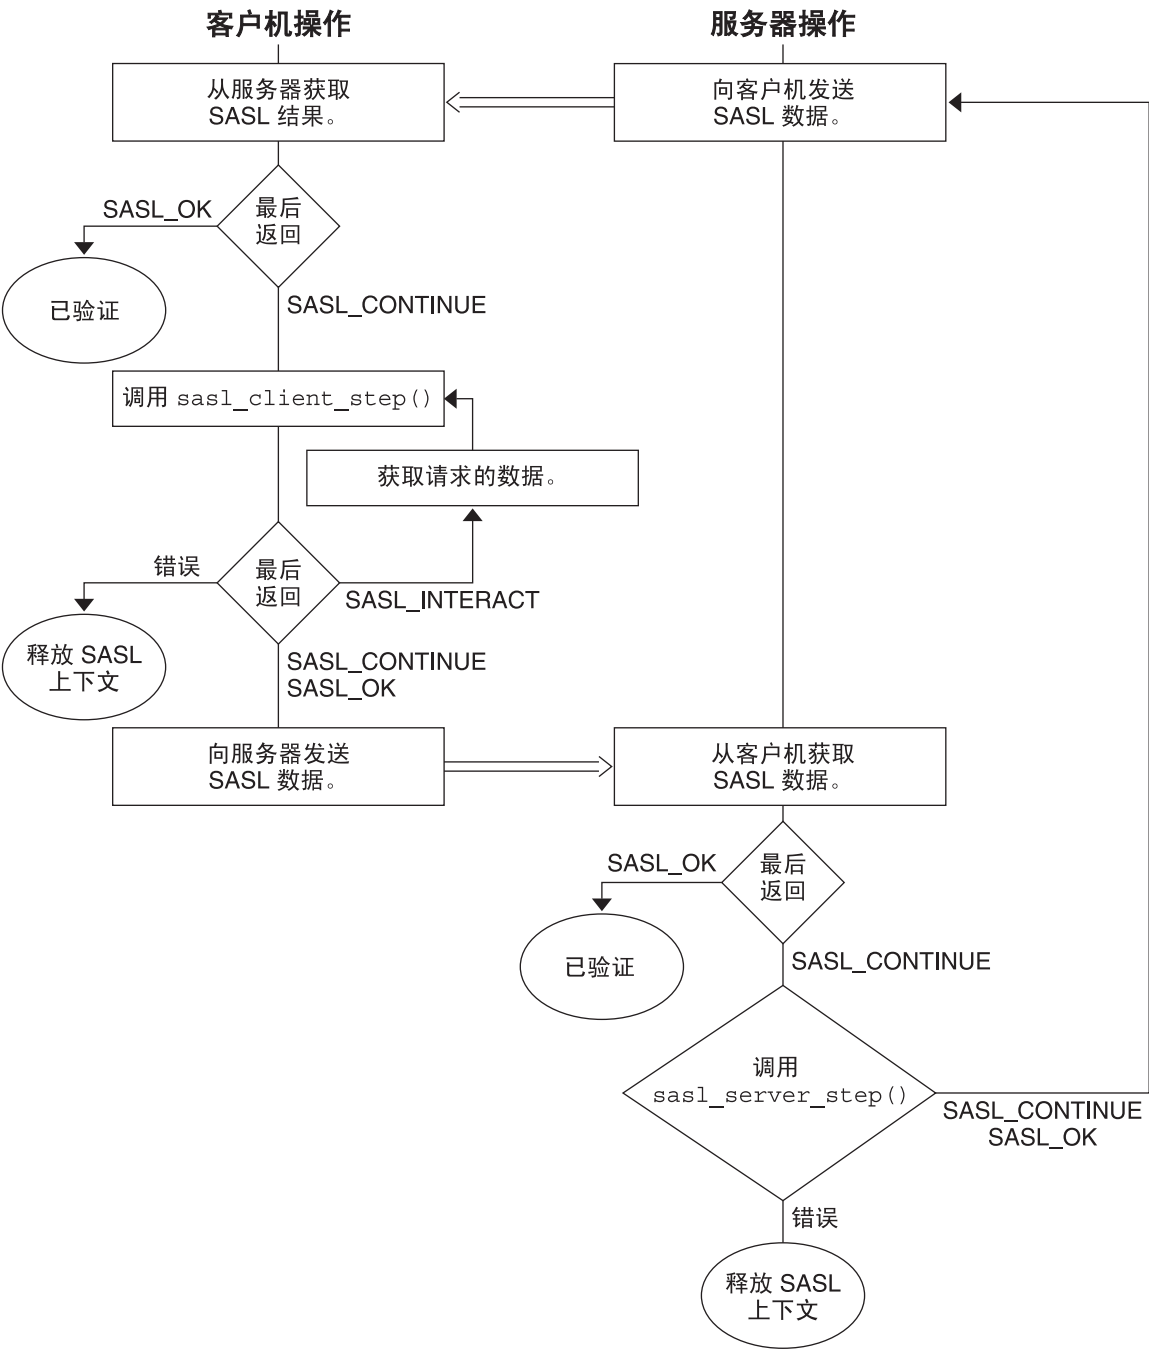 客户机操作
服务器操作
从服务器获取
SASL 结果。
向客户机发送
SASL 数据。
SASL_OK
最后
返回
已验证
SASL_CONTINUE
调用 sasl_client_step()
获取请求的数据。
错误
最后
返回
SASL_INTERACT
释放 SASL
上下文
SASL_CONTINUE
SASL_OK
向服务器发送
SASL 数据。
从客户机获取
SASL 数据。
SASL_OK
最后
返回
已验证
SASL_CONTINUE
调用
sasl_server_step()
SASL_CONTINUE
SASL_OK
错误
释放 SASL
上下文